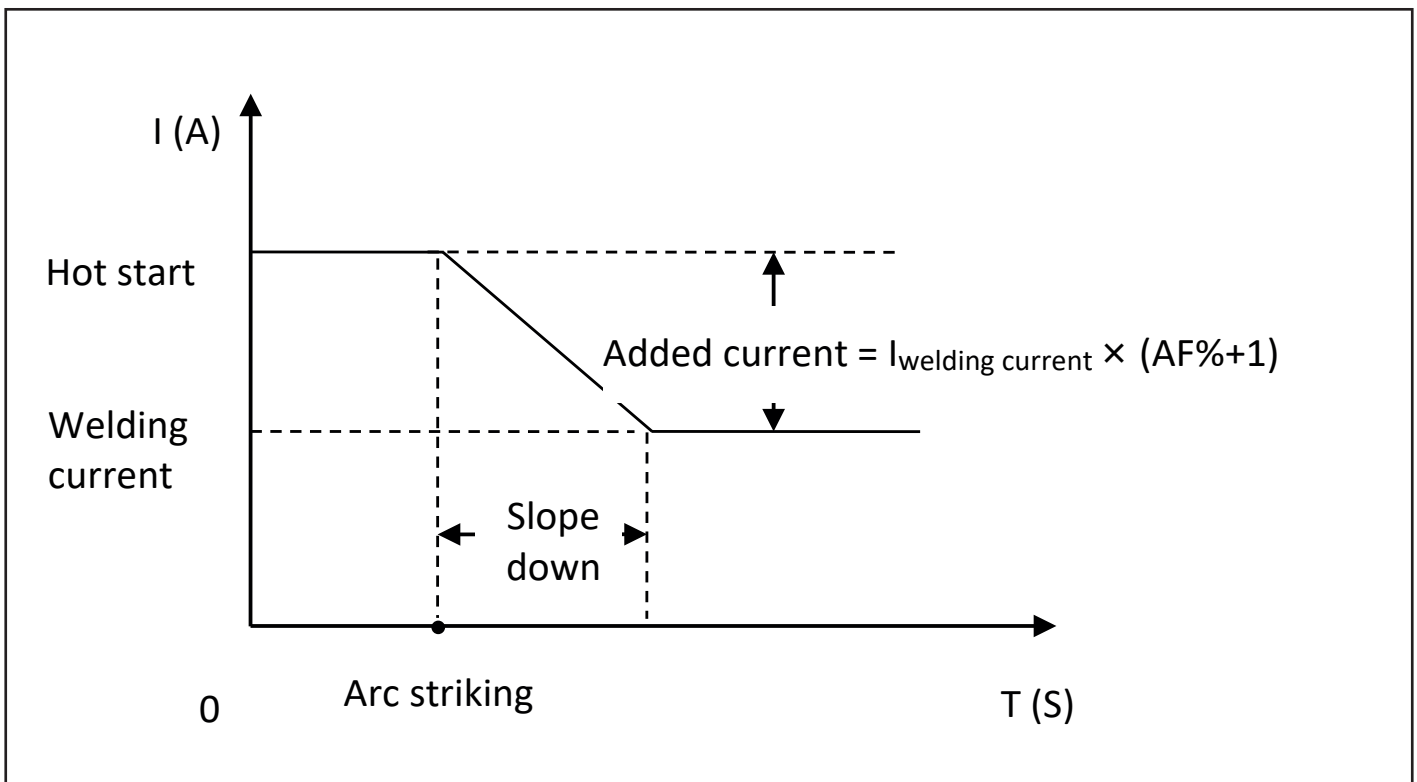 I (A)
Hot start
Added current = Iwelding current × (AF%+1)
Welding
current
Slope
down
0
Arc striking
T (S)